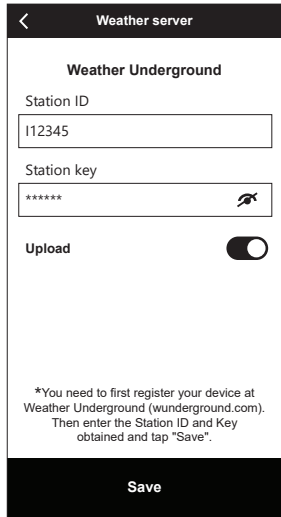 Weather server
Weather Underground
Station ID
I12345
Station key
******
Upload
*You need to first register your device at
Weather Underground (wunderground.com).
Then enter the Station ID and Key
obtained and tap "Save".
Save